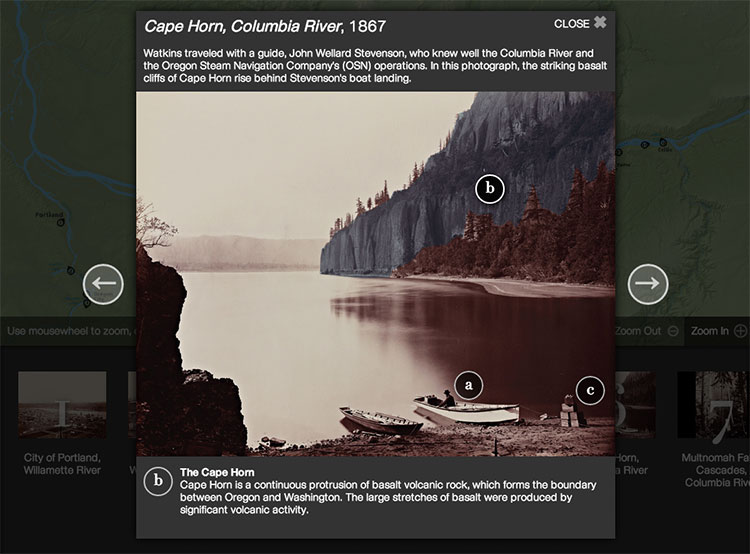 Cape Horn, Columbia River, 1867
CLOSE
Watkins traveled with a guide, John Wellard Stevenson, who knew well the Columbia River and
the Oregon Steam Navigation Company's (OSN) operations. In this photograph, the striking basalt
cliffs of Cape Horn rise behind Stevenson's boat landing.
Portland
b
Use mousewheel to zoom,
Zoom Out
Zoom In
a
c
1
7
City of Portland,
Willamette River
Horn,
River
Multnomah Fa
Cascades,
Columbia Rive
b
The Cape Horn
Cape Horn is a continuous protrusion of basalt volcanic rock, which forms the boundary
between Oregon and Washington. The large stretches of basalt were produced by
significant volcanic activity.